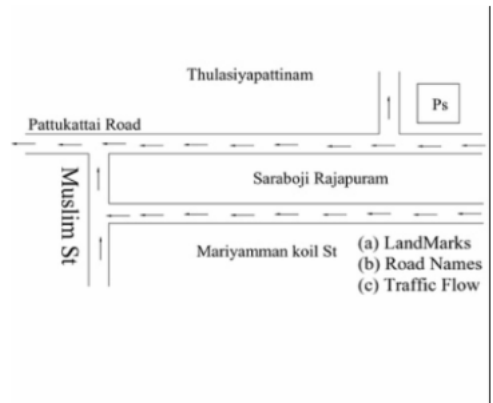 Thulasiyapattinam
Ps
Pattukattai Road
Muslim St
Saraboji Rajapuram
Mariyamman koil St
(a) LandMarks
(b) Road Names
(c) Traffic Flow